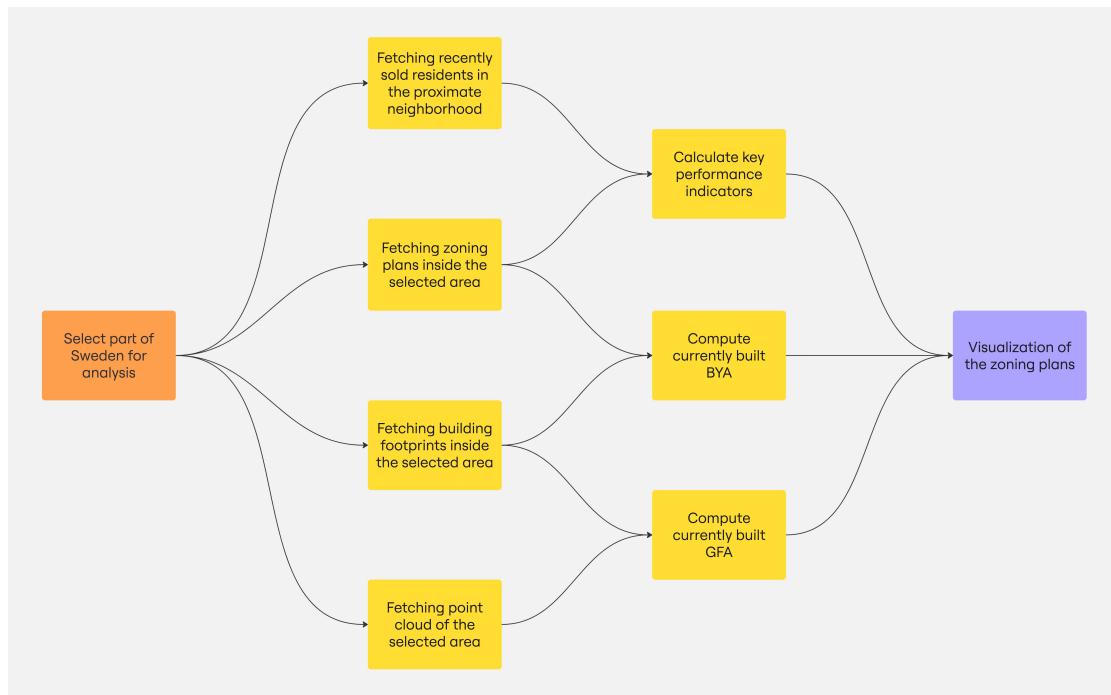 Fetching recently
sold residents in
the proximate
neighborhood
Calculate key
performance
indicators
Fetching zoning
plans inside the
selected area
Select part of
Sweden for
analysis
Compute
currently built
BYA
Visualization of
the zoning plans
Fetching building
footprints inside
the selected area
Compute
currently built
GFA
Fetching point
cloud of the
selected area